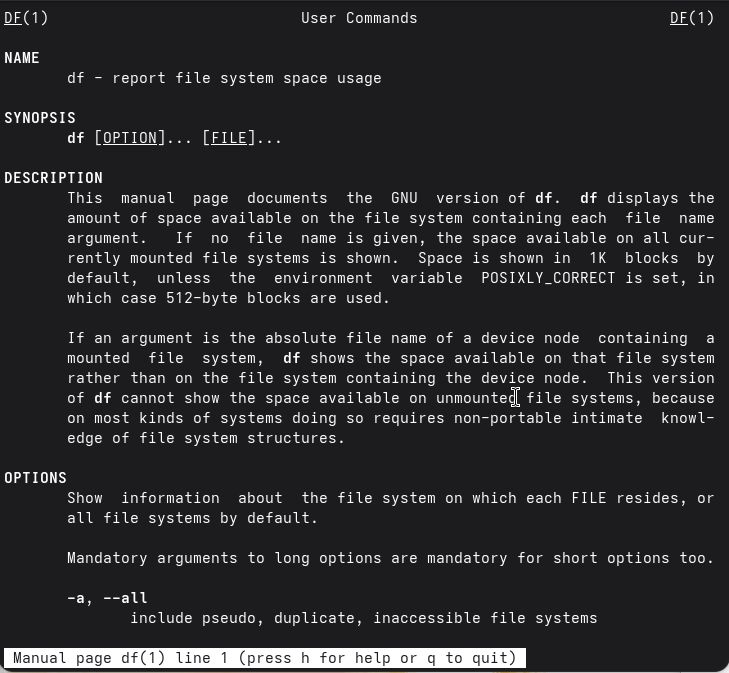 DF(1) User Commands DF(1)
NAME
df - report file system space usage
SYNOPSIS
df [OPTION]... [FILE]...
DESCRIPTION
This manual page documents the GNU version of df. df displays the
amount of space available on the file system containing each file name
argument. If no file name is given, the space available on all cur-
rently mounted file systems is shown. Space is shown in 1K blocks by
default, unless the environment variable POSIXLY_CORRECT is set, in
which case 512-byte blocks are used.
If an argument is the absolute file name of a device node containing a
mounted file system, df shows the space available on that file system
rather than on the file system containing the device node. This version
of df cannot show the space available on unmounted file systems, because
on most kinds of systems doing so requires non-portable intimate knowl-
edge of file system structures.
OPTIONS
Show information about the file system on which each FILE resides, or
all file systems by default.
Mandatory arguments to long options are mandatory for short options too.
-a, --all
include pseudo, duplicate, inaccessible file systems
Manual page df(1) line 1 (press h for help or q to quit)